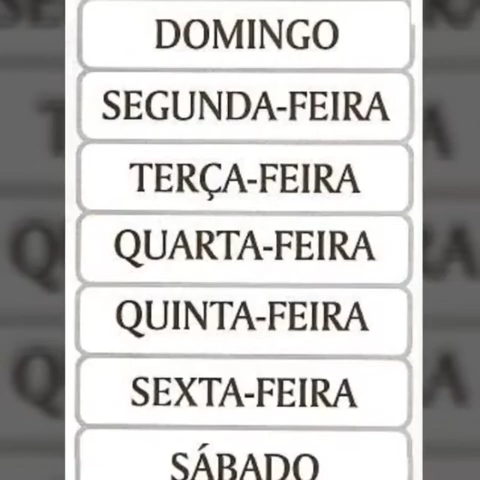 DOMINGO
SEGUNDA-FEIRA
TERÇA-FEIRA
QUARTA-FEIRA
QUINTA-FEIRA
SEXTA-FEIRA
SÁBADO